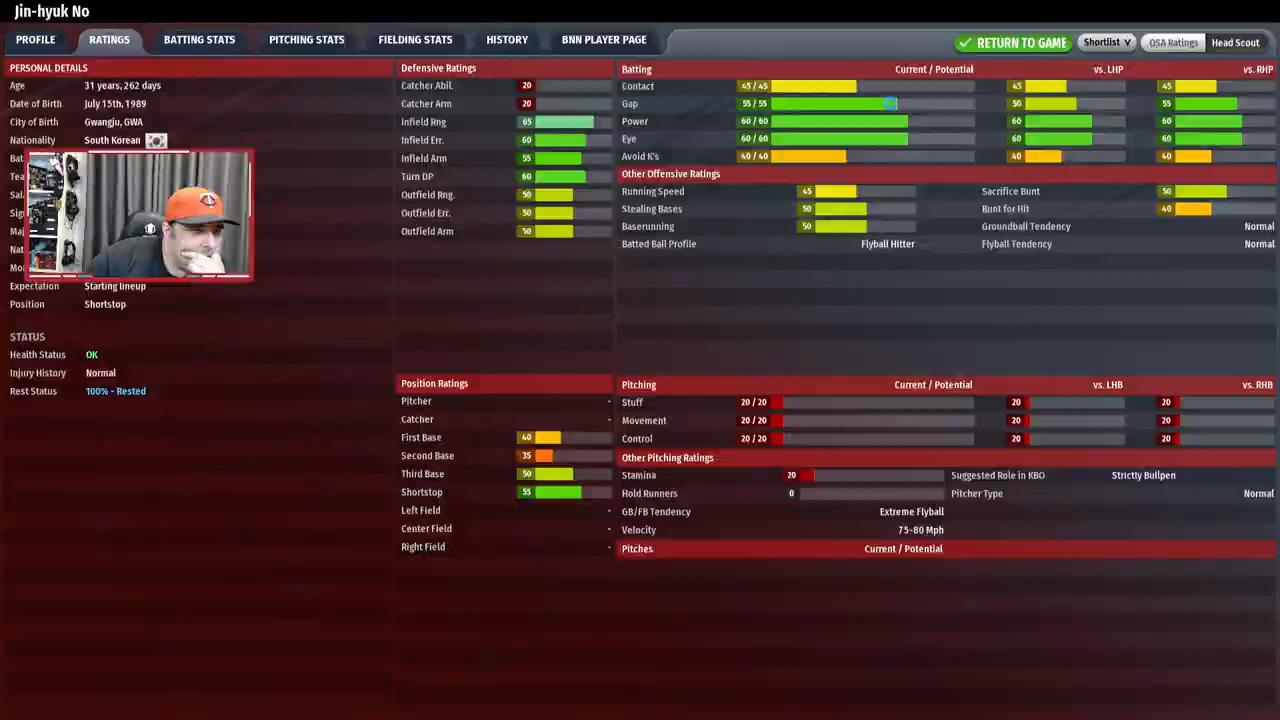 Jin-hyuk No
PROFILE RATINGS BATTING STATS PITCHING STATS FIELDING STATS HISTORY BNN PLAYER PAGE RETURN TO GAME Shortlist V OSA Ratings Head Scout
PERSONAL DETAILS
Age 31 years, 262 days
Date of Birth July 15th, 1989
City of Birth Gwangju, GWA
Nationality South Korean
Bat
Tea
Sal
Sig
Maj
Nat
Mo
Expectation Starting lineup
Position Shortstop
STATUS
Health Status OK
Injury History Normal
Rest Status 100% - Rested
Defensive Ratings
Catcher Abil. 20
Catcher Arm 20
Infield Rng 65
Infield Err. 60
Infield Arm 55
Turn DP 60
Outfield Rng. 50
Outfield Err. 50
Outfield Arm 50
Position Ratings
Pitcher -
Catcher -
First Base 40
Second Base 35
Third Base 50
Shortstop 55
Left Field -
Center Field -
Right Field -
Batting Current / Potential vs. LHP vs. RHP
Contact 45 / 45 45 45
Gap 55 / 55 50 55
Power 60 / 60 60 60
Eye 60 / 60 60 60
Avoid K's 40 / 40 40 40
Other Offensive Ratings
Running Speed 45 Sacrifice Bunt 50
Stealing Bases 50 Bunt for Hit 40
Baserunning 50 Groundball Tendency Normal
Batted Ball Profile Flyball Hitter Flyball Tendency Normal
Pitching Current / Potential vs. LHB vs. RHB
Stuff 20 / 20 20 20
Movement 20 / 20 20 20
Control 20 / 20 20 20
Other Pitching Ratings
Stamina 20 Suggested Role in KBO Strictly Bullpen
Hold Runners 0 Pitcher Type Normal
GB/FB Tendency Extreme Flyball
Velocity 75-80 Mph
Pitches Current / Potential